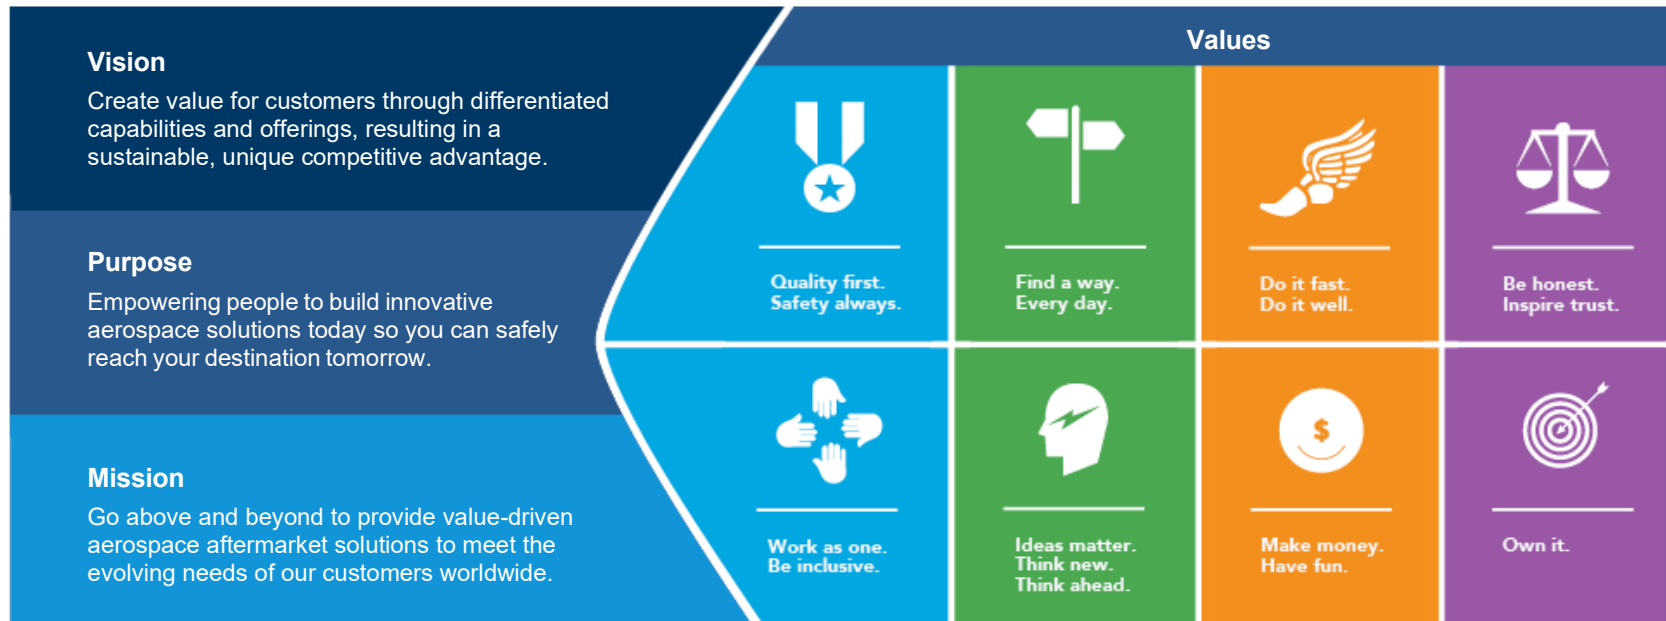 Vision
Create value for customers through differentiated
capabilities and offerings, resulting in a
sustainable, unique competitive advantage.
Purpose
Empowering people to build innovative
aerospace solutions today so you can safely
reach your destination tomorrow.
Mission
Go above and beyond to provide value-driven
aerospace aftermarket solutions to meet the
evolving needs of our customers worldwide.
Values
Quality first.
Safety always.
Find a way.
Every day.
Do it fast.
Do it well.
Be honest.
Inspire trust.
Work as one.
Be inclusive.
Ideas matter.
Think new.
Think ahead.
$
Make money.
Have fun.
Own it.